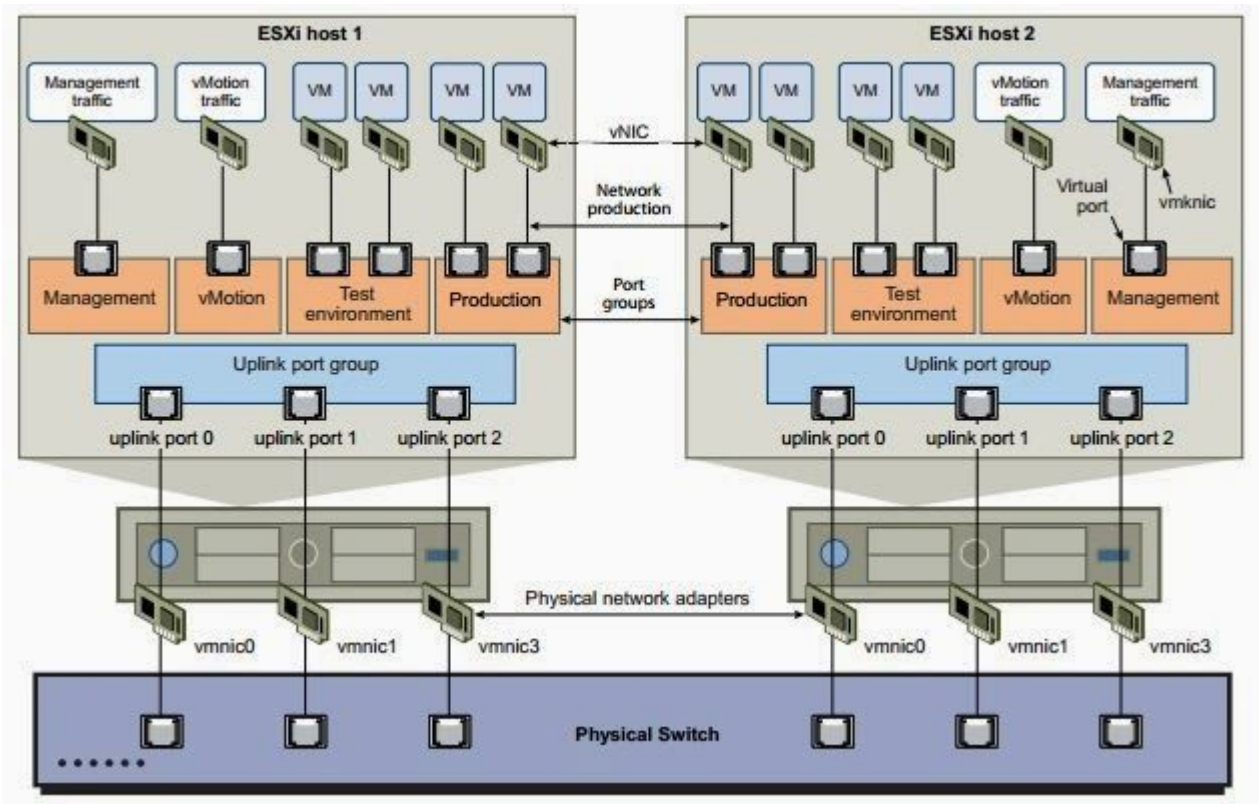 ESXi host 1
ESXi host 2
Management
traffic
vMotion
traffic
VM
VM
VM
VM
VM
VM
VM
VM
vMotion
traffic
Management
traffic
vNIC
Network
production
Virtual
port
vmknic
Management
vMotion
Test
environment
Production
Port
groups
Production
Test
environment
vMotion
Management
Uplink port group
Uplink port group
uplink port 0
uplink port 1
uplink port 2
uplink port 0
uplink port 1
uplink port 2
Physical network adapters
vmnic0
vmnic1
vmnic3
vmnic0
vmnic1
vmnic3
Physical Switch